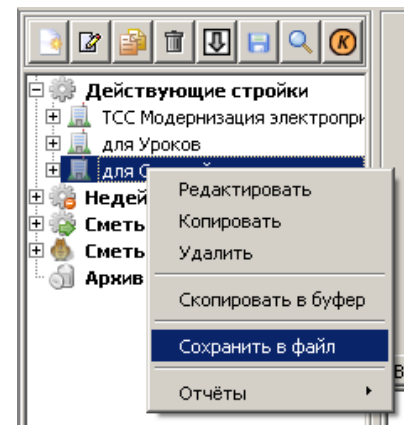 K
Действующие стройки
ТСС Модернизация электропри
для Уроков
для С
Недей
Сметь
Сметь
Архив
Редактировать
Копировать
Удалить
Скопировать в буфер
Сохранить в файл
Отчёты
В